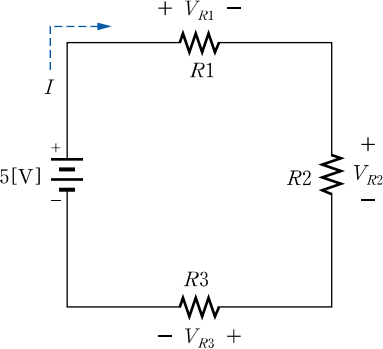 + V_R1 −
I
R1
+
5[V]
−
R2
+
V_R2
−
R3
− V_R3 +